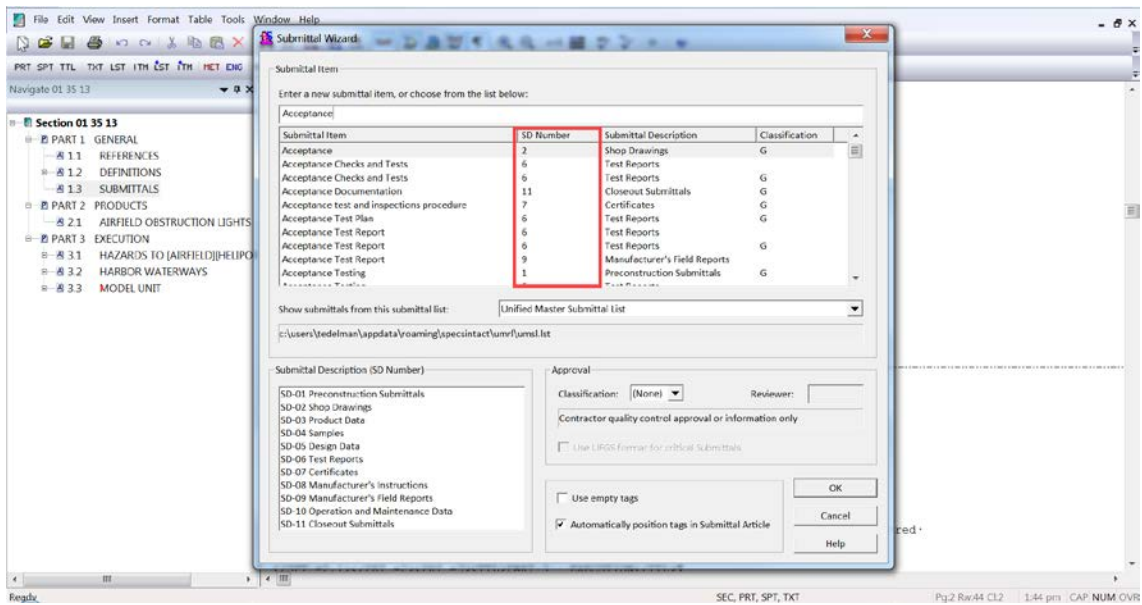 File Edit View Insert Format Table Tools Window Help
PRT SPT TTL TXT LST ITM LST ITM MET ENG
Navigate 01 35 13
Section 01 35 13
PART 1 GENERAL
1.1 REFERENCES
1.2 DEFINITIONS
1.3 SUBMITTALS
PART 2 PRODUCTS
2.1 AIRFIELD OBSTRUCTION LIGHTS
PART 3 EXECUTION
3.1 HAZARDS TO [AIRFIELD][HELIPO
3.2 HARBOR WATERWAYS
3.3 MODEL UNIT
Submittal Wizard
Submittal Item
Enter a new submittal item, or choose from the list below:
Acceptance
Submittal Item SD Number Submittal Description Classification
Acceptance 2 Shop Drawings G
Acceptance Checks and Tests 6 Test Reports
Acceptance Checks and Tests 6 Test Reports G
Acceptance Documentation 11 Closeout Submittals G
Acceptance test and inspections procedure 7 Certificates G
Acceptance Test Plan 6 Test Reports G
Acceptance Test Report 6 Test Reports
Acceptance Test Report 6 Test Reports G
Acceptance Test Report 9 Manufacturer's Field Reports
Acceptance Testing 1 Preconstruction Submittals G
Show submittals from this submittal list: Unified Master Submittal List
c:\users\tedelman\appdata\roaming\specsintact\umrl\umsl.lst
Submittal Description (SD Number)
SD-01 Preconstruction Submittals
SD-02 Shop Drawings
SD-03 Product Data
SD-04 Samples
SD-05 Design Data
SD-06 Test Reports
SD-07 Certificates
SD-08 Manufacturer's Instructions
SD-09 Manufacturer's Field Reports
SD-10 Operation and Maintenance Data
SD-11 Closeout Submittals
Approval
Classification: (None) Reviewer:
Contractor quality control approval or information only
Use UFGS format for critical Submittals
Use empty tags
Automatically position tags in Submittal Article
OK
Cancel
Help
red
Ready SEC, PRT, SPT, TXT Pg:2 Rw:44 Cl:2 1:44 pm CAP NUM OVR